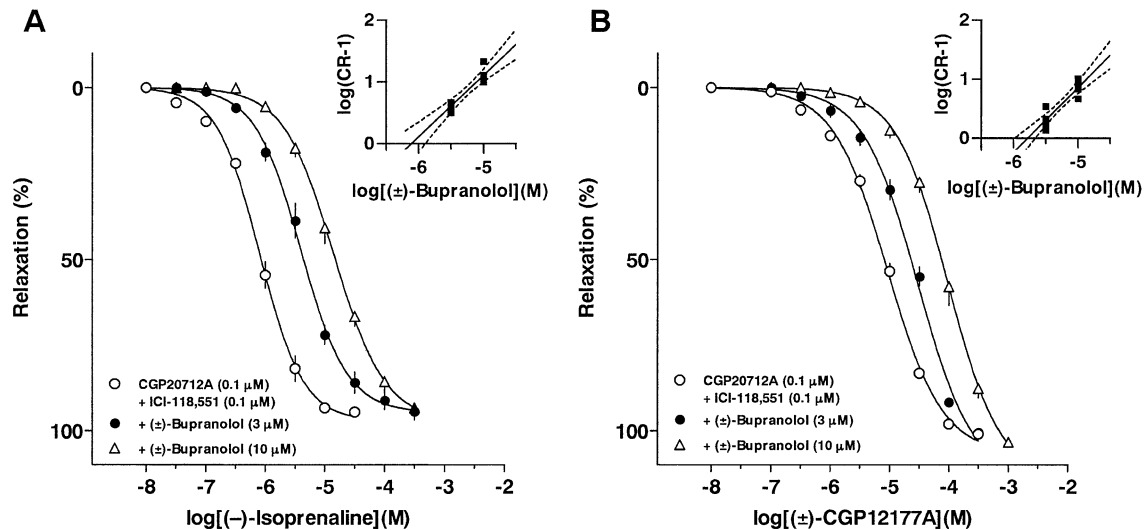 A
0
50
100
Relaxation (%)
-8 -7 -6 -5 -4 -3 -2
log[(–)-Isoprenaline](M)
CGP20712A (0.1 μM)
+ ICI-118,551 (0.1 μM)
+ (±)-Bupranolol (3 μM)
+ (±)-Bupranolol (10 μM)
2
1
0
log(CR-1)
-6 -5
log[(±)-Bupranolol](M)
B
0
50
100
Relaxation (%)
-8 -7 -6 -5 -4 -3 -2
log[(±)-CGP12177A](M)
CGP20712A (0.1 μM)
+ ICI-118,551 (0.1 μM)
+ (±)-Bupranolol (3 μM)
+ (±)-Bupranolol (10 μM)
2
1
0
log(CR-1)
-6 -5
log[(±)-Bupranolol](M)